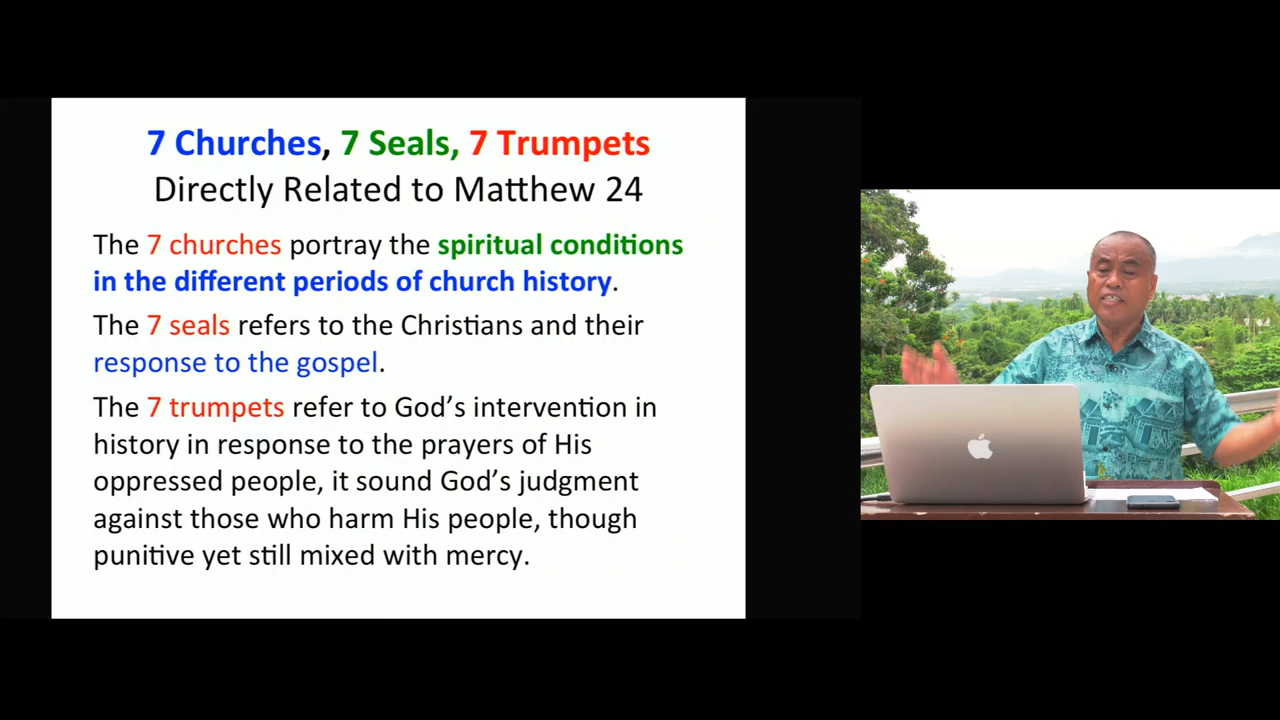 7 Churches, 7 Seals, 7 Trumpets
Directly Related to Matthew 24
The 7 churches portray the spiritual conditions
in the different periods of church history.
The 7 seals refers to the Christians and their
response to the gospel.
The 7 trumpets refer to God’s intervention in
history in response to the prayers of His
oppressed people, it sound God’s judgment
against those who harm His people, though
punitive yet still mixed with mercy.